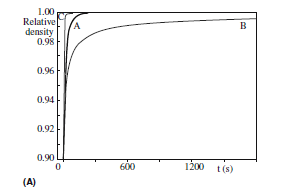 1.00
Relative
density
C
A
B
0.98
0.96
0.94
0.92
0.90
0
600
1200
t (s)
(A)